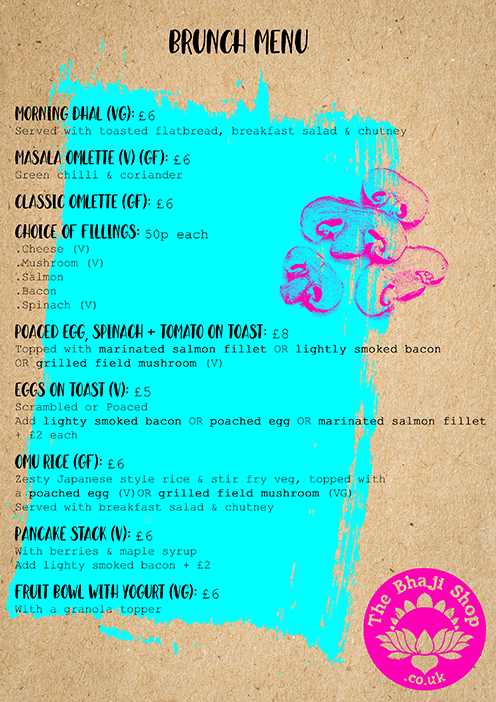 BRUNCH MENU
MORNING DHAL (VG): £6
Served with toasted flatbread, breakfast salad & chutney
MASALA OMLETTE (V) (GF): £6
Green chilli & coriander
CLASSIC OMLETTE (GF): £6
CHOICE OF FILLINGS: 50p each
.Cheese (V)
.Mushroom (V)
.Salmon
.Bacon
.Spinach (V)
POACED EGG, SPINACH + TOMATO ON TOAST: £8
Topped with marinated salmon fillet OR lightly smoked bacon
OR grilled field mushroom (V)
EGGS ON TOAST (V): £5
Scrambled or Poaced
Add lighty smoked bacon OR poached egg OR marinated salmon fillet
+ £2 each
OMU RICE (GF): £6
Zesty Japanese style rice & stir fry veg, topped with
a poached egg (V)OR grilled field mushroom (VG)
Served with breakfast salad & chutney
PANCAKE STACK (V): £6
With berries & maple syrup
Add lighty smoked bacon + £2
FRUIT BOWL WITH YOGURT (VG): £6
With a granola topper
The Bhaji Shop
.co.uk